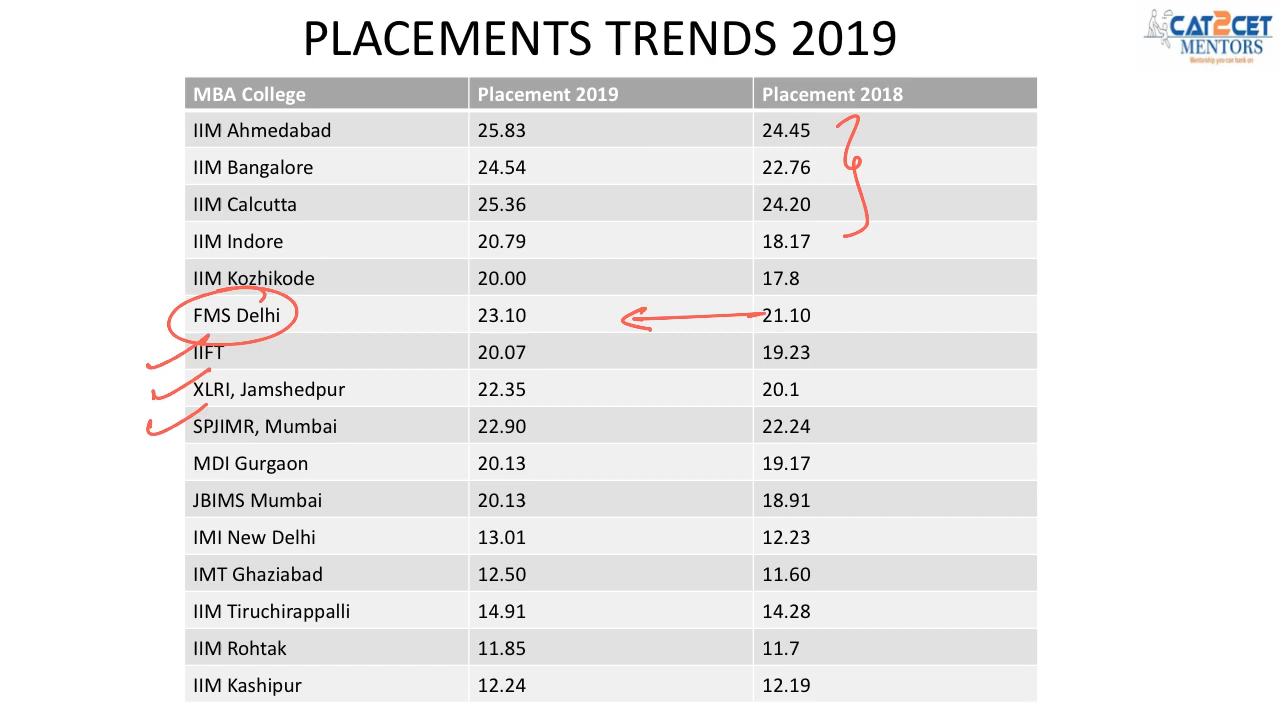 PLACEMENTS TRENDS 2019
CAT2CET
MENTORS
Mentorship you can bank on
MBA College Placement 2019 Placement 2018
IIM Ahmedabad 25.83 24.45
IIM Bangalore 24.54 22.76
IIM Calcutta 25.36 24.20
IIM Indore 20.79 18.17
IIM Kozhikode 20.00 17.8
FMS Delhi 23.10 21.10
IIFT 20.07 19.23
XLRI, Jamshedpur 22.35 20.1
SPJIMR, Mumbai 22.90 22.24
MDI Gurgaon 20.13 19.17
JBIMS Mumbai 20.13 18.91
IMI New Delhi 13.01 12.23
IMT Ghaziabad 12.50 11.60
IIM Tiruchirappalli 14.91 14.28
IIM Rohtak 11.85 11.7
IIM Kashipur 12.24 12.19